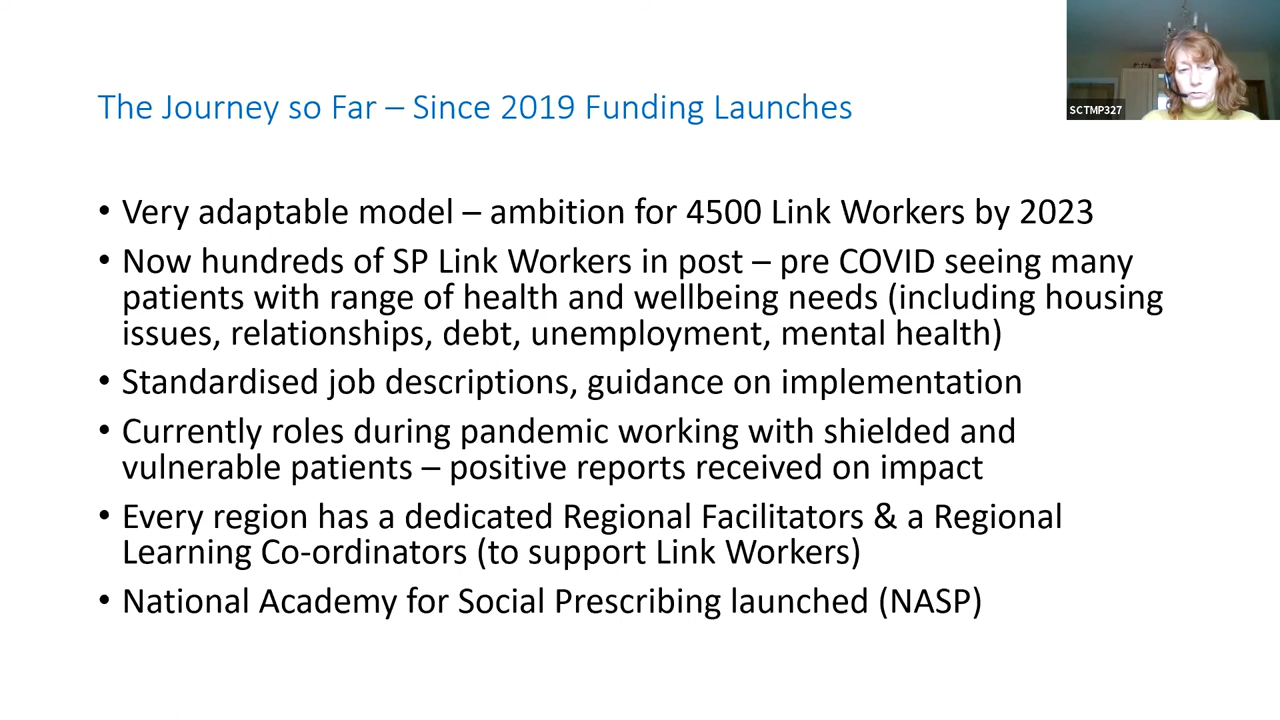 The Journey so Far – Since 2019 Funding Launches
SCTMP327
• Very adaptable model – ambition for 4500 Link Workers by 2023
• Now hundreds of SP Link Workers in post – pre COVID seeing many
patients with range of health and wellbeing needs (including housing
issues, relationships, debt, unemployment, mental health)
• Standardised job descriptions, guidance on implementation
• Currently roles during pandemic working with shielded and
vulnerable patients – positive reports received on impact
• Every region has a dedicated Regional Facilitators & a Regional
Learning Co-ordinators (to support Link Workers)
• National Academy for Social Prescribing launched (NASP)